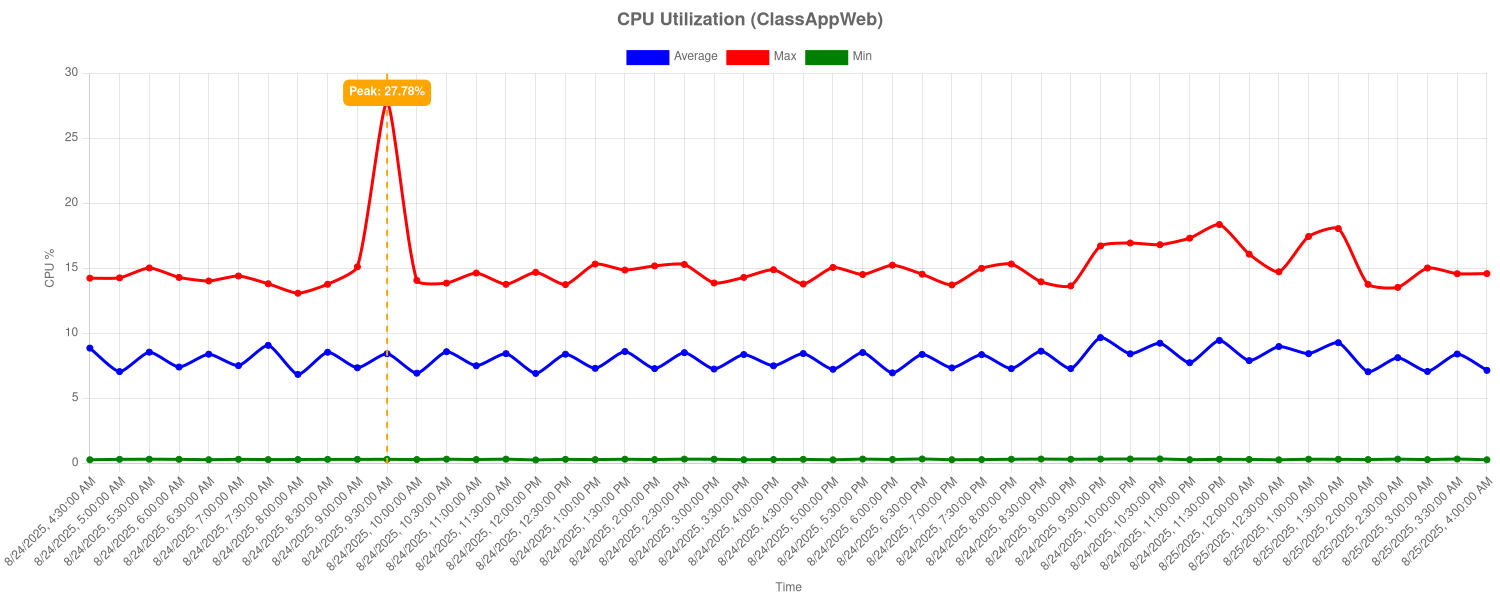 CPU Utilization (ClassAppWeb)
Average
Max
Min
Peak: 27.78%
CPU %
30
25
20
15
10
5
0
8/24/2025, 4:30:00 AM
8/24/2025, 5:00:00 AM
8/24/2025, 5:30:00 AM
8/24/2025, 6:00:00 AM
8/24/2025, 6:30:00 AM
8/24/2025, 7:00:00 AM
8/24/2025, 7:30:00 AM
8/24/2025, 8:00:00 AM
8/24/2025, 8:30:00 AM
8/24/2025, 9:00:00 AM
8/24/2025, 9:30:00 AM
8/24/2025, 10:00:00 AM
8/24/2025, 10:30:00 AM
8/24/2025, 11:00:00 AM
8/24/2025, 11:30:00 AM
8/24/2025, 12:00:00 PM
8/24/2025, 12:30:00 PM
8/24/2025, 1:00:00 PM
8/24/2025, 1:30:00 PM
8/24/2025, 2:00:00 PM
8/24/2025, 2:30:00 PM
8/24/2025, 3:00:00 PM
8/24/2025, 3:30:00 PM
8/24/2025, 4:00:00 PM
8/24/2025, 4:30:00 PM
8/24/2025, 5:00:00 PM
8/24/2025, 5:30:00 PM
8/24/2025, 6:00:00 PM
8/24/2025, 6:30:00 PM
8/24/2025, 7:00:00 PM
8/24/2025, 7:30:00 PM
8/24/2025, 8:00:00 PM
8/24/2025, 8:30:00 PM
8/24/2025, 9:00:00 PM
8/24/2025, 9:30:00 PM
8/24/2025, 10:00:00 PM
8/24/2025, 10:30:00 PM
8/24/2025, 11:00:00 PM
8/24/2025, 11:30:00 PM
8/25/2025, 12:00:00 AM
8/25/2025, 12:30:00 AM
8/25/2025, 1:00:00 AM
8/25/2025, 1:30:00 AM
8/25/2025, 2:00:00 AM
8/25/2025, 2:30:00 AM
8/25/2025, 3:00:00 AM
8/25/2025, 3:30:00 AM
8/25/2025, 4:00:00 AM
Time